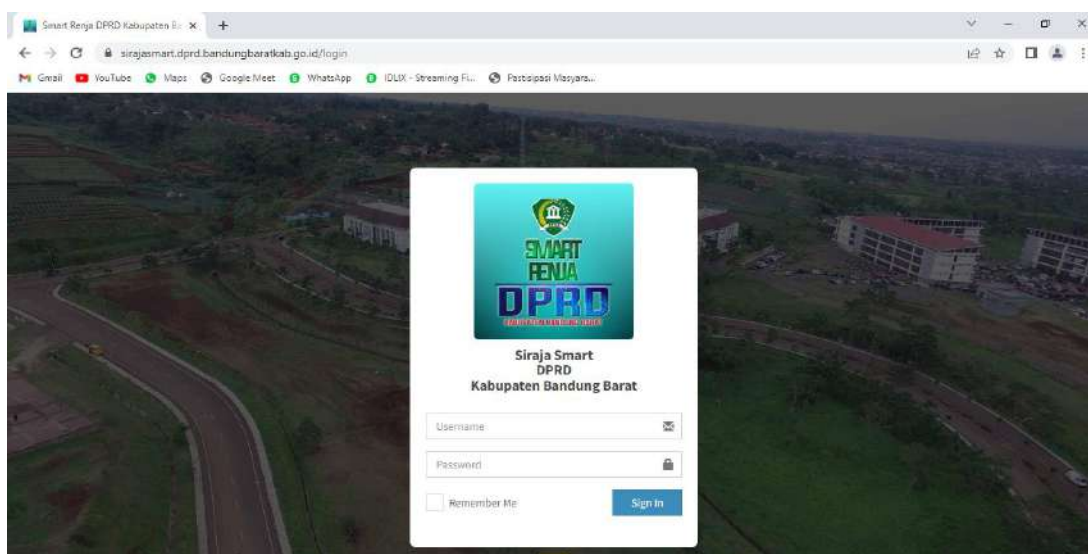 Smart Renja DPRD Kabupaten Ba
sirajasmart.dprd.bandungbaratkab.go.id/login
Gmail YouTube Maps Google Meet WhatsApp IDLIX - Streaming Fi... Pastisipasi Masyara...
SMART
RENJA
DPRD
Siraja Smart
DPRD
Kabupaten Bandung Barat
Username
Password
Remember Me Sign In